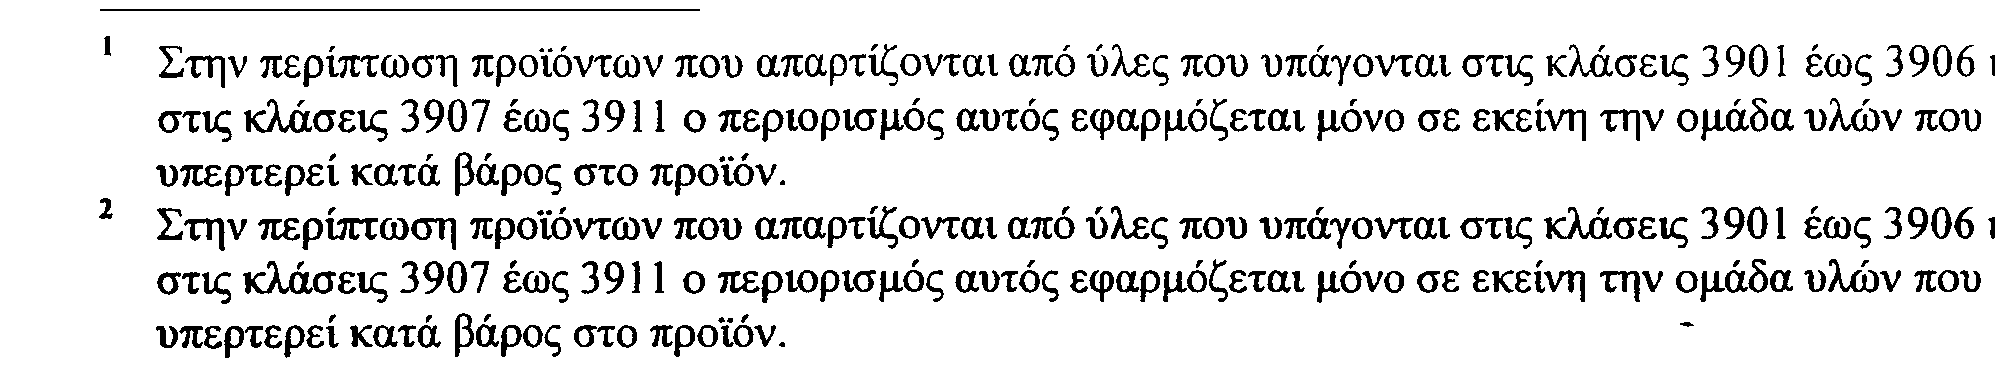 1 Στην περίπτωση προϊόντων που απαρτίζονται από ύλες που υπάγονται στις κλάσεις 3901 έως 3906
στις κλάσεις 3907 έως 3911 ο περιορισμός αυτός εφαρμόζεται μόνο σε εκείνη την ομάδα υλών που
υπερτερεί κατά βάρος στο προϊόν.
2 Στην περίπτωση προϊόντων που απαρτίζονται από ύλες που υπάγονται στις κλάσεις 3901 έως 3906
στις κλάσεις 3907 έως 3911 ο περιορισμός αυτός εφαρμόζεται μόνο σε εκείνη την ομάδα υλών που
υπερτερεί κατά βάρος στο προϊόν.